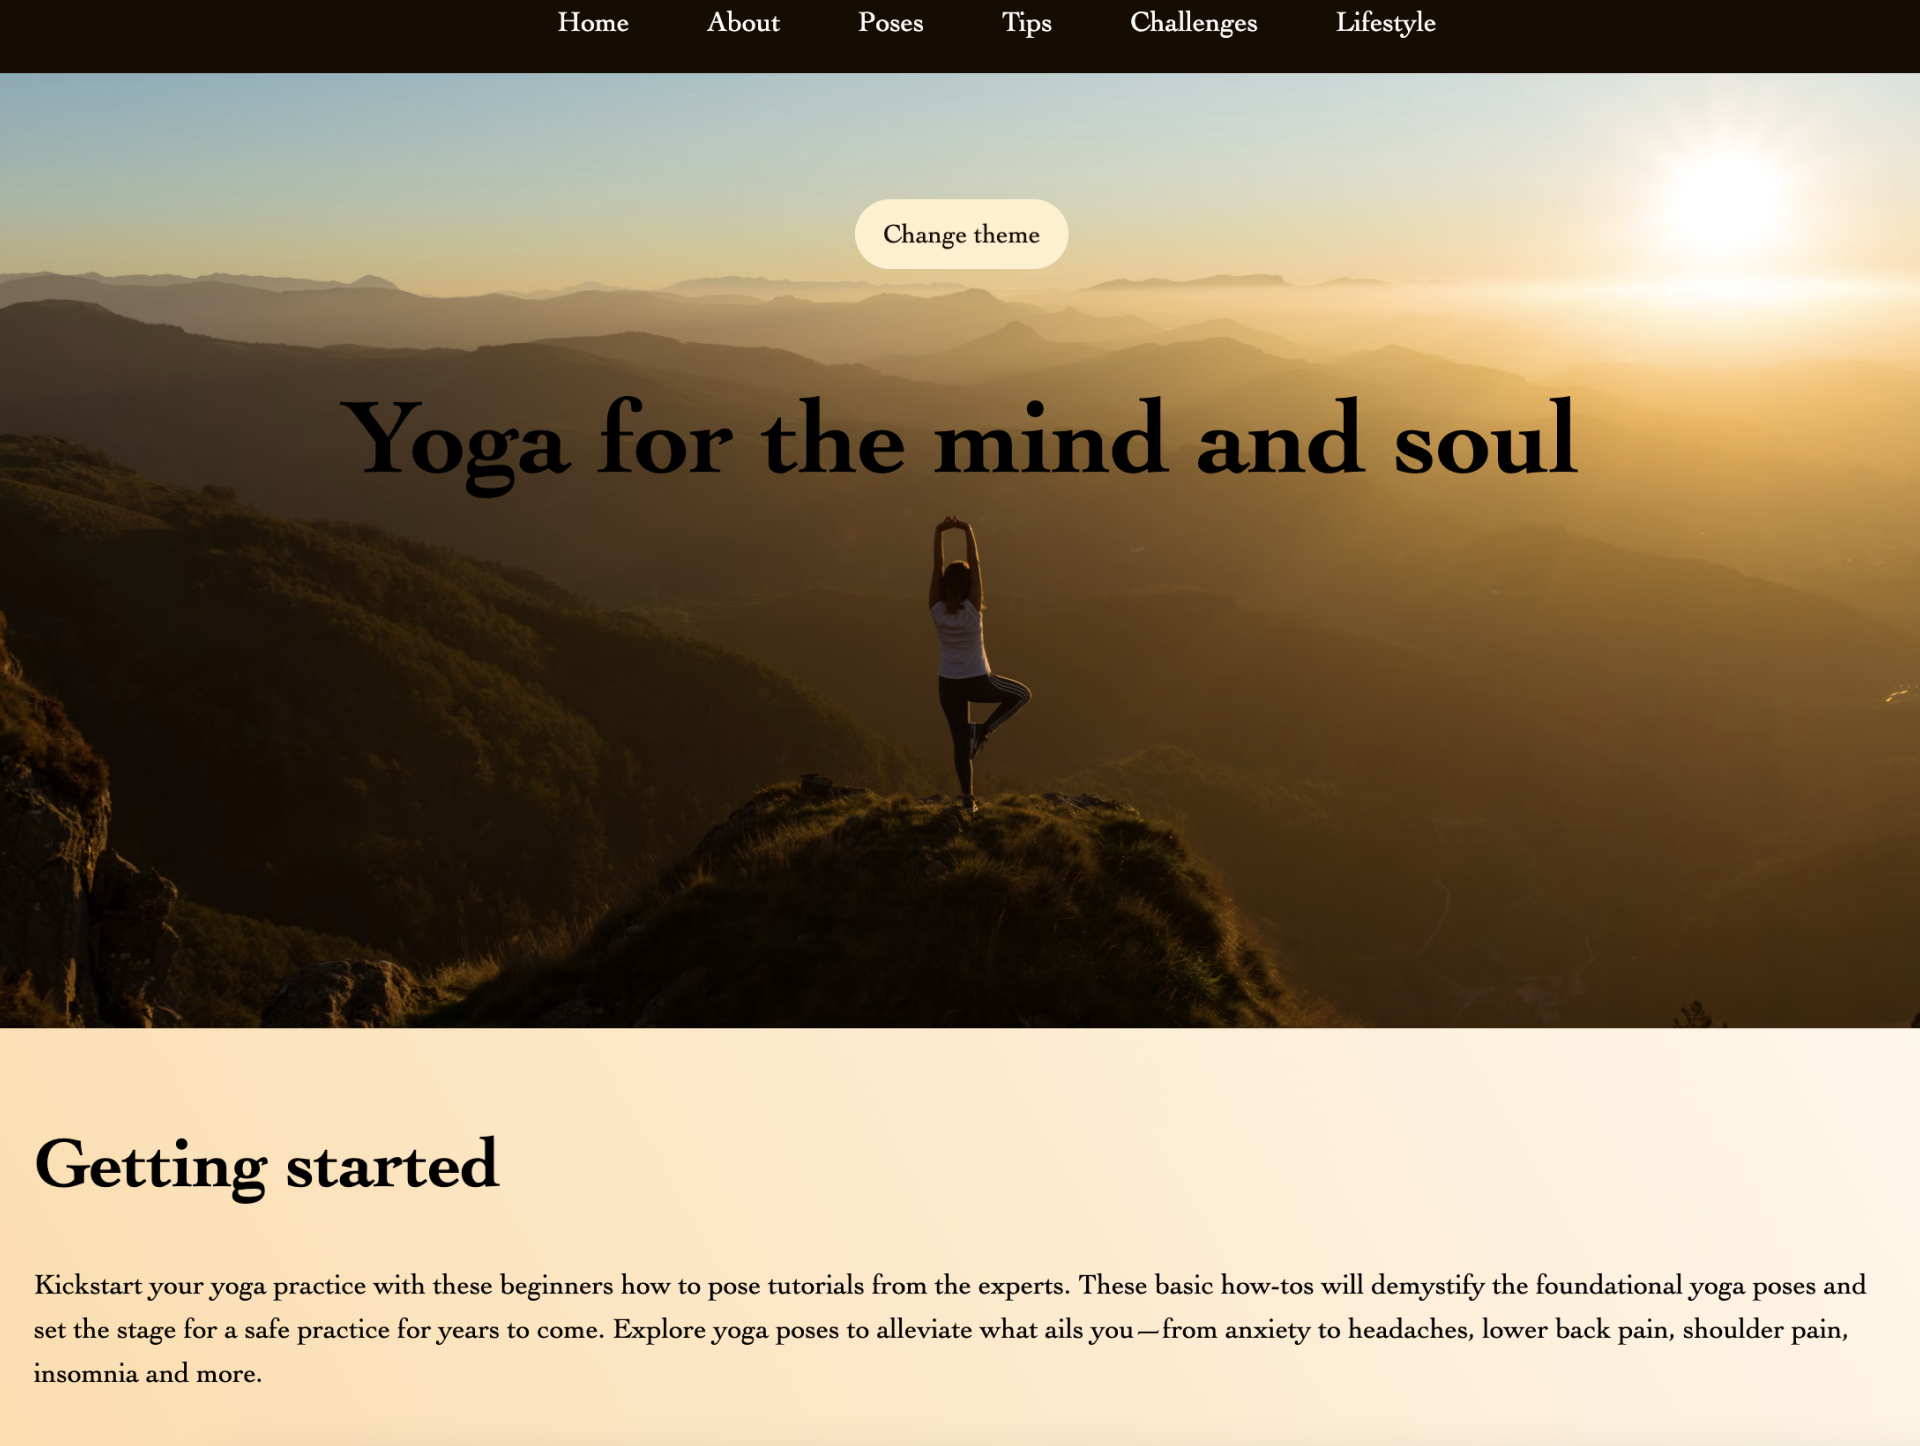 Home About Poses Tips Challenges Lifestyle
Change theme
Yoga for the mind and soul
Getting started
Kickstart your yoga practice with these beginners how to pose tutorials from the experts. These basic how-tos will demystify the foundational yoga poses and
set the stage for a safe practice for years to come. Explore yoga poses to alleviate what ails you—from anxiety to headaches, lower back pain, shoulder pain,
insomnia and more.